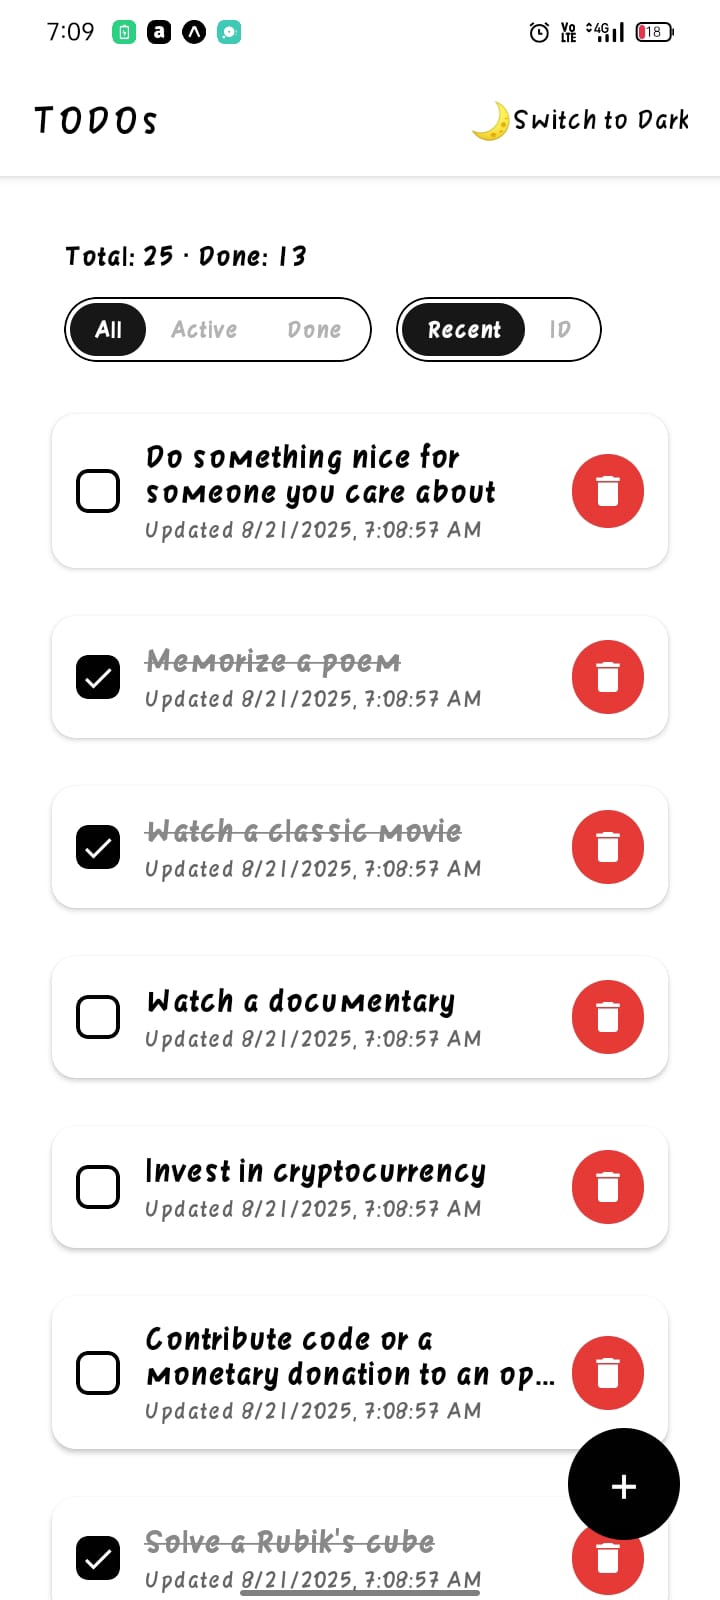 7:09
a
Vo
LTE
4G
18
TODOs
🌙Switch to Dark
Total: 25 · Done: 13
All Active Done Recent ID
Do something nice for
someone you care about
Updated 8/21/2025, 7:08:57 AM
Memorize a poem
Updated 8/21/2025, 7:08:57 AM
Watch a classic movie
Updated 8/21/2025, 7:08:57 AM
Watch a documentary
Updated 8/21/2025, 7:08:57 AM
Invest in cryptocurrency
Updated 8/21/2025, 7:08:57 AM
Contribute code or a
monetary donation to an op...
Updated 8/21/2025, 7:08:57 AM
+
Solve a Rubik's cube
Updated 8/21/2025, 7:08:57 AM